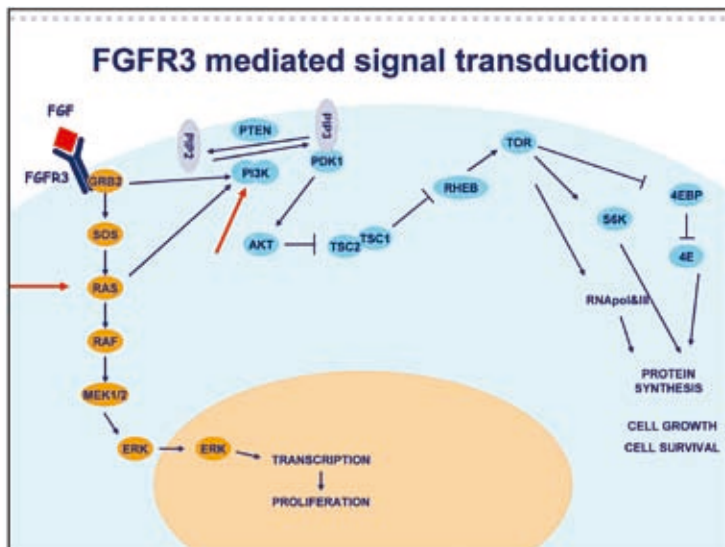 FGFR3 mediated signal transduction
FGF
FGFR3
GRB2
SOS
RAS
RAF
MEK1/2
ERK
ERK
TRANSCRIPTION
PROLIFERATION
PIP2
PTEN
PIP3
PI3K
PDK1
AKT
TSC2
TSC1
RHEB
TOR
S6K
4EBP
4E
RNApol&III
PROTEIN
SYNTHESIS
CELL GROWTH
CELL SURVIVAL